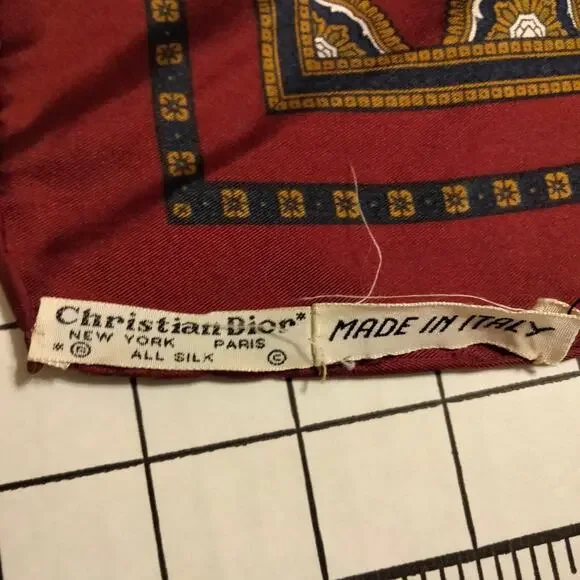 Christian Dior*
NEW YORK PARIS
*® ALL SILK ©
MADE IN ITALY